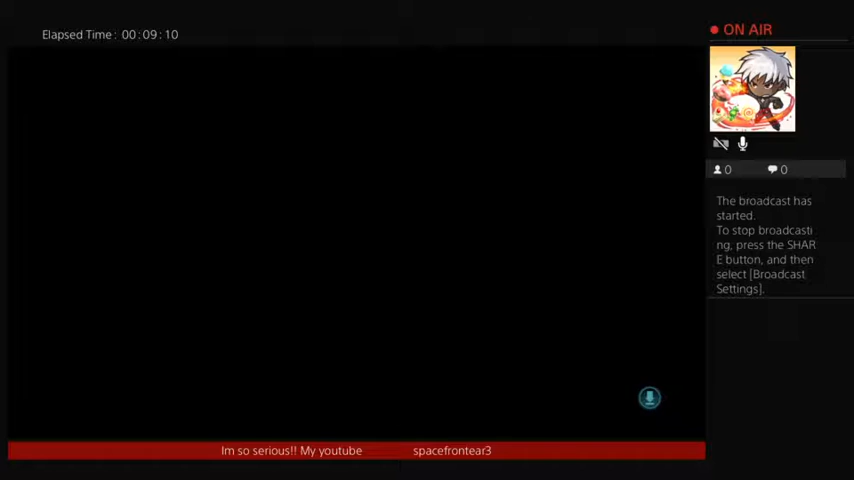 Elapsed Time: 00:09:10
ON AIR
0 0
The broadcast has
started.
To stop broadcasti
ng, press the SHAR
E button, and then
select [Broadcast
Settings].
Im so serious!! My youtube spacefrontear3